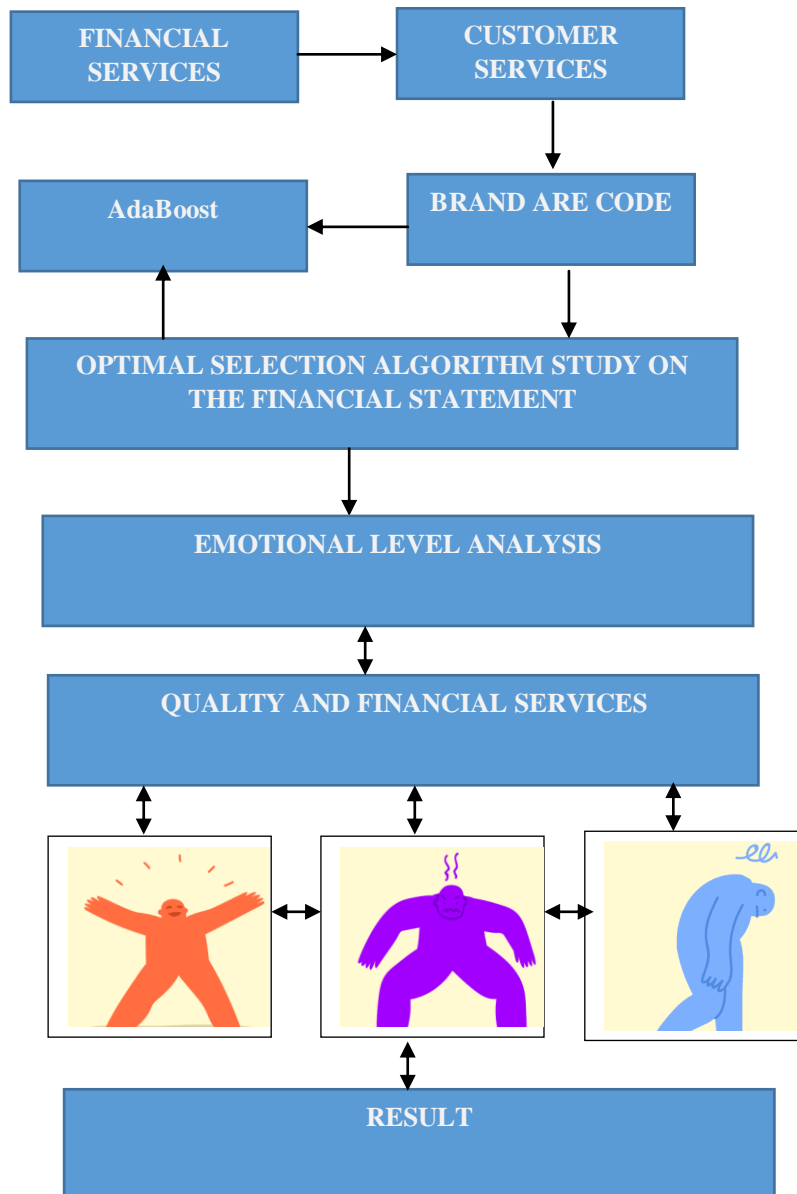 FINANCIAL
SERVICES
CUSTOMER
SERVICES
AdaBoost
BRAND ARE CODE
OPTIMAL SELECTION ALGORITHM STUDY ON
THE FINANCIAL STATEMENT
EMOTIONAL LEVEL ANALYSIS
QUALITY AND FINANCIAL SERVICES
RESULT